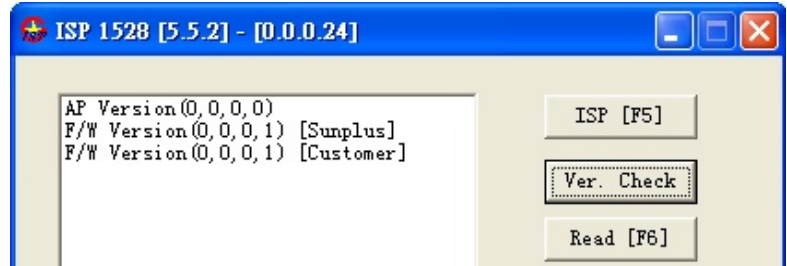 ISP 1528 [5.5.2] - [0.0.0.24]
AP Version(0,0,0,0)
F/W Version(0,0,0,1) [Sunplus]
F/W Version(0,0,0,1) [Customer]
ISP [F5]
Ver. Check
Read [F6]